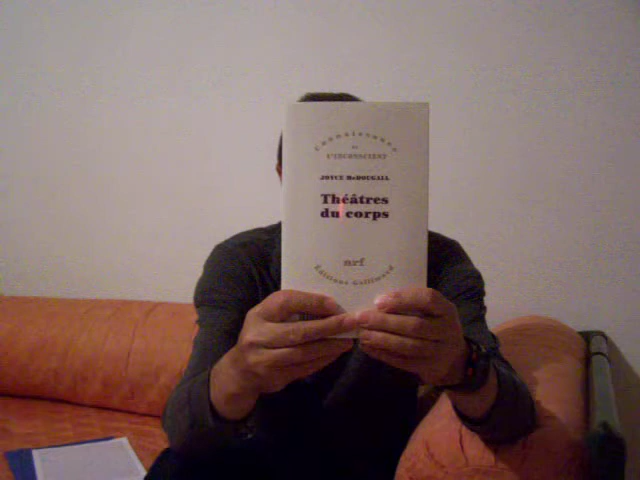 Connaissance
de
L'INCONSCIENT
JOYCE McDOUGALL
Théâtres
du corps
nrf
Éditions Gallimard